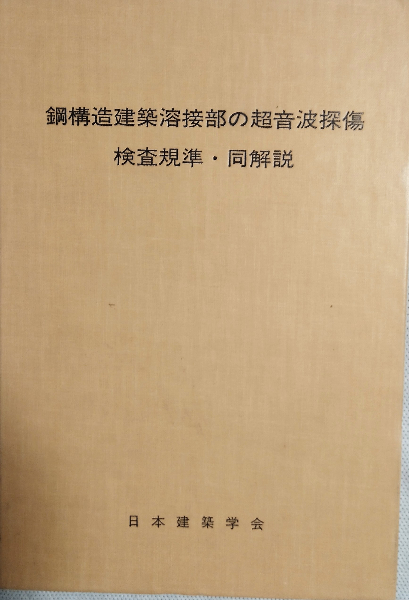 鋼構造建築溶接部の超音波探傷
検査規準・同解説
日本建築学会